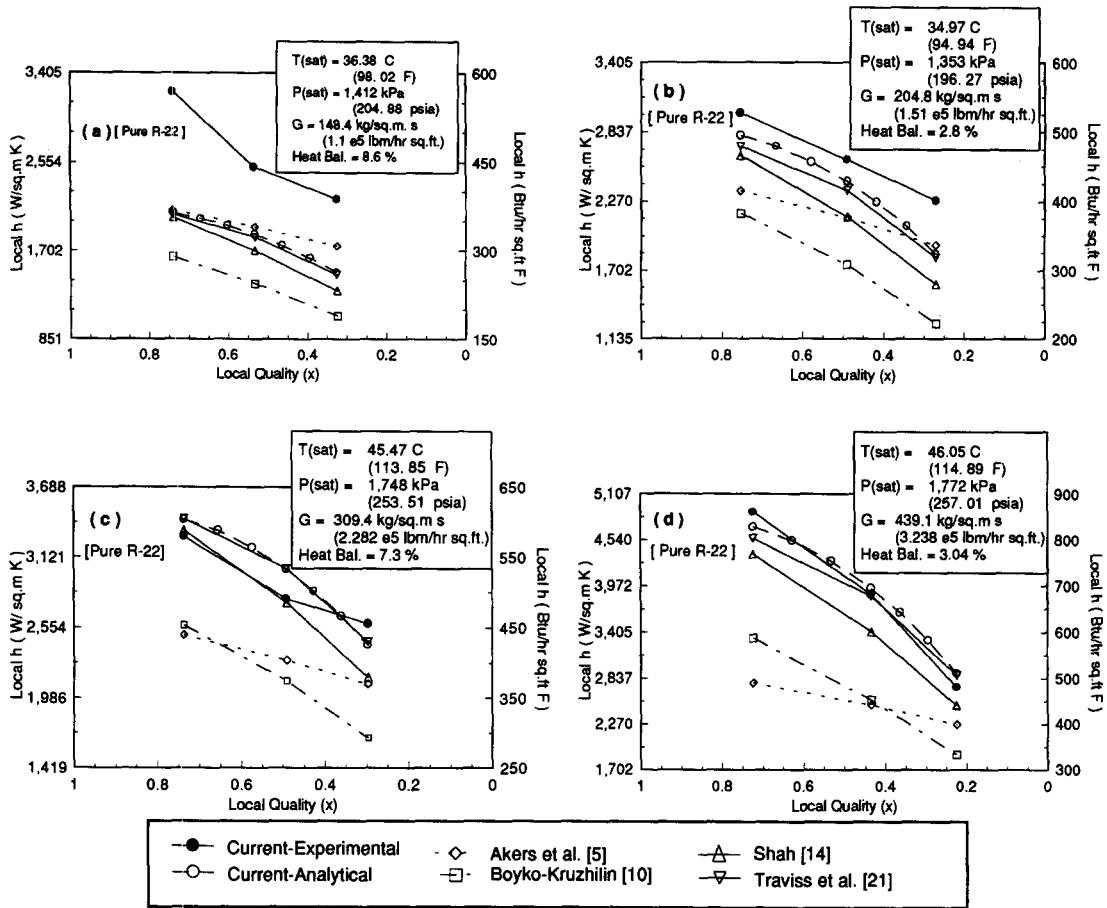 T(sat) = 36.38 C
(98.02 F)
P(sat) = 1,412 kPa
(204.88 psia)
G = 148.4 kg/sq.m. s
(1.1 e5 lbm/hr sq.ft.)
Heat Bal. = 8.6 %
( a ) [ Pure R-22 ]
3,405
2,554
1,702
851
Local h ( W/sq.m K )
600
450
300
150
Local h ( Btu/hr sq.ft F )
1
0.8
0.6
0.4
0.2
0
Local Quality (x)
T(sat) = 34.97 C
(94. 94 F)
P(sat) = 1,353 kPa
(196. 27 psia)
G = 204.8 kg/sq.m s
(1.51 e5 lbm/hr sq.ft.)
Heat Bal. = 2.8 %
( b )
[ Pure R-22 ]
3,405
2,837
2,270
1,702
1,135
Local h ( W/sq.m K )
600
500
400
300
200
Local h ( Btu/hr sq.ft F )
1
0.8
0.6
0.4
0.2
0
Local Quality (x)
T(sat) = 45.47 C
(113. 85 F)
P(sat) = 1,748 kPa
(253. 51 psia)
G = 309.4 kg/sq.m s
(2.282 e5 lbm/hr sq.ft.)
Heat Bal. = 7.3 %
( c )
[Pure R-22 ]
3,688
3,121
2,554
1,986
1,419
Local h ( W/ sq.m K )
650
550
450
350
250
Local h ( Btu/hr sq.ft F )
1
0.8
0.6
0.4
0.2
0
Local Quality (x)
T(sat) = 46.05 C
(114. 89 F)
P(sat) = 1,772 kPa
(257. 01 psia)
G = 439.1 kg/sq.m s
(3.238 e5 lbm/hr sq.ft.)
Heat Bal. = 3.04 %
( d )
[ Pure R-22 ]
5,107
4,540
3,972
3,405
2,837
2,270
1,702
Local h ( W/sq.m K )
900
800
700
600
500
400
300
Local h ( Btu/hr sq.ft F )
1
0.8
0.6
0.4
0.2
0
Local Quality (x)
Current-Experimental
Current-Analytical
Akers et al. [5]
Boyko-Kruzhilin [10]
Shah [14]
Traviss et al. [21]